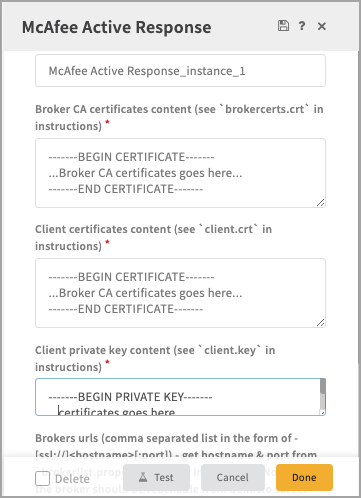 McAfee Active Response
?
×
McAfee Active Response_instance_1
Broker CA certificates content (see `brokercerts.crt` in
instructions) *
-------BEGIN CERTIFICATE-------
...Broker CA certificates goes here...
-------END CERTIFICATE-------
Client certificates content (see `client.crt` in
instructions) *
-------BEGIN CERTIFICATE-------
...Broker CA certificates goes here...
-------END CERTIFICATE-------
Client private key content (see `client.key` in
instructions) *
-------BEGIN PRIVATE KEY-------
certificates goes here
Brokers urls (comma separated list in the form of -
[ssl://]<hostname>[:port]) - get hostname & port from
Delete
Test
Cancel
Done